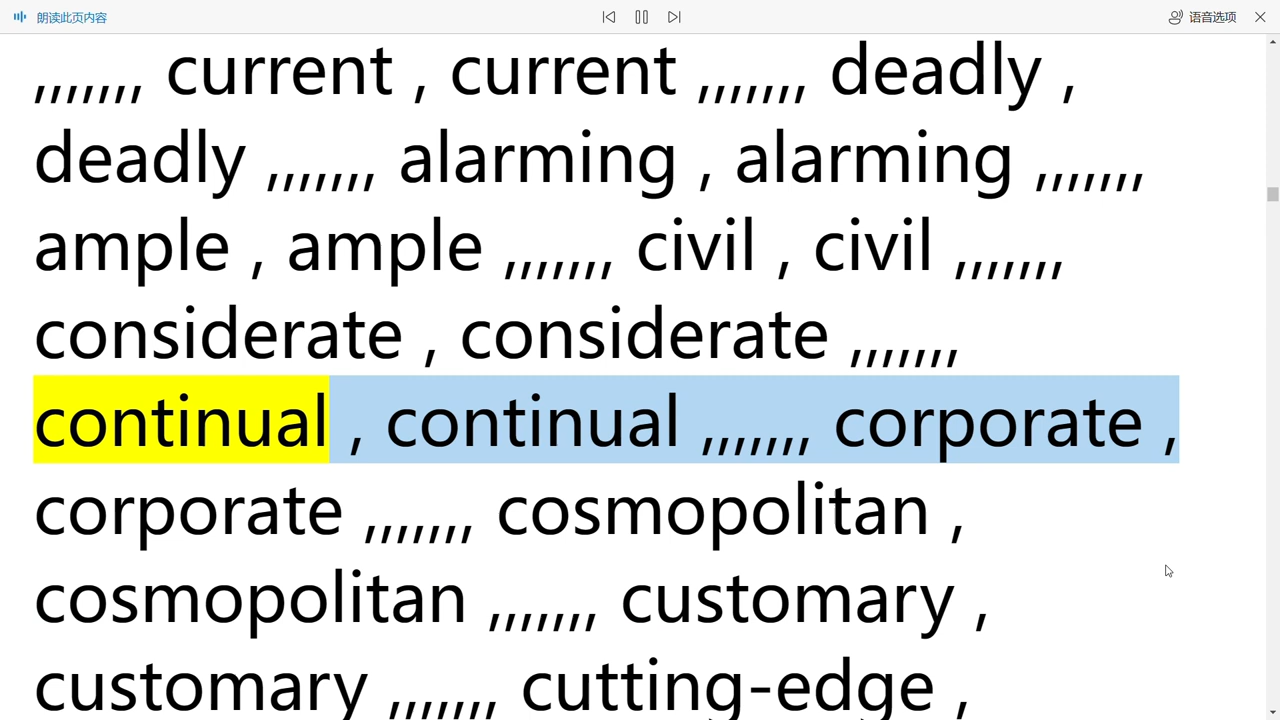 朗读此页内容
语音选项
,,,,,,, current , current ,,,,,,, deadly ,
deadly ,,,,,,, alarming , alarming ,,,,,,,
ample , ample ,,,,,,, civil , civil ,,,,,,,
considerate , considerate ,,,,,,,
continual , continual ,,,,,,, corporate ,
corporate ,,,,,,, cosmopolitan ,
cosmopolitan ,,,,,,, customary ,
customary ,,,,,,, cutting-edge ,